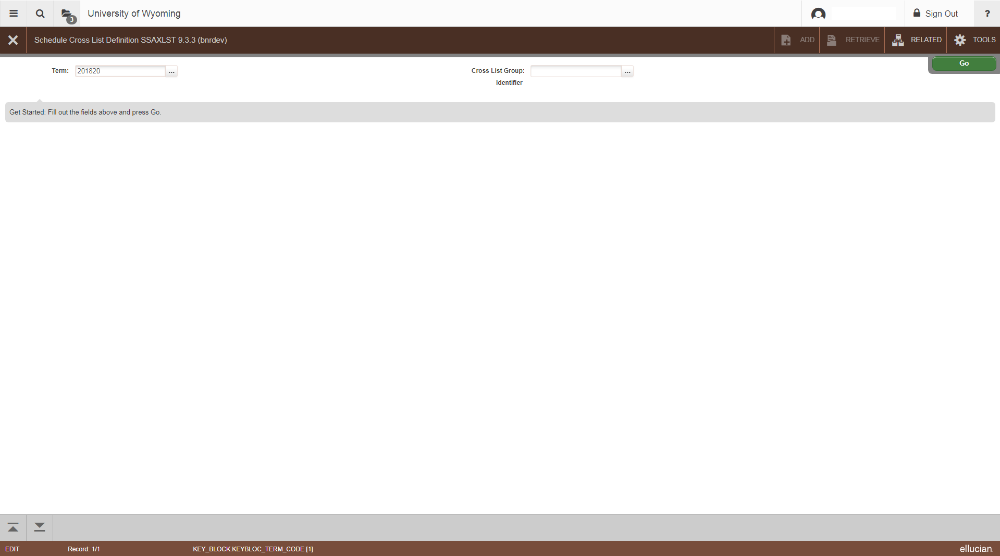 3
University of Wyoming
Sign Out
?
Schedule Cross List Definition SSAXLST 9.3.3 (bnrdev)
ADD
RETRIEVE
RELATED
TOOLS
Term: 201820 ...
Cross List Group: ...
Identifier
Go
Get Started: Fill out the fields above and press Go.
EDIT
Record: 1/1
KEY_BLOCK.KEYBLOC_TERM_CODE [1]
ellucian